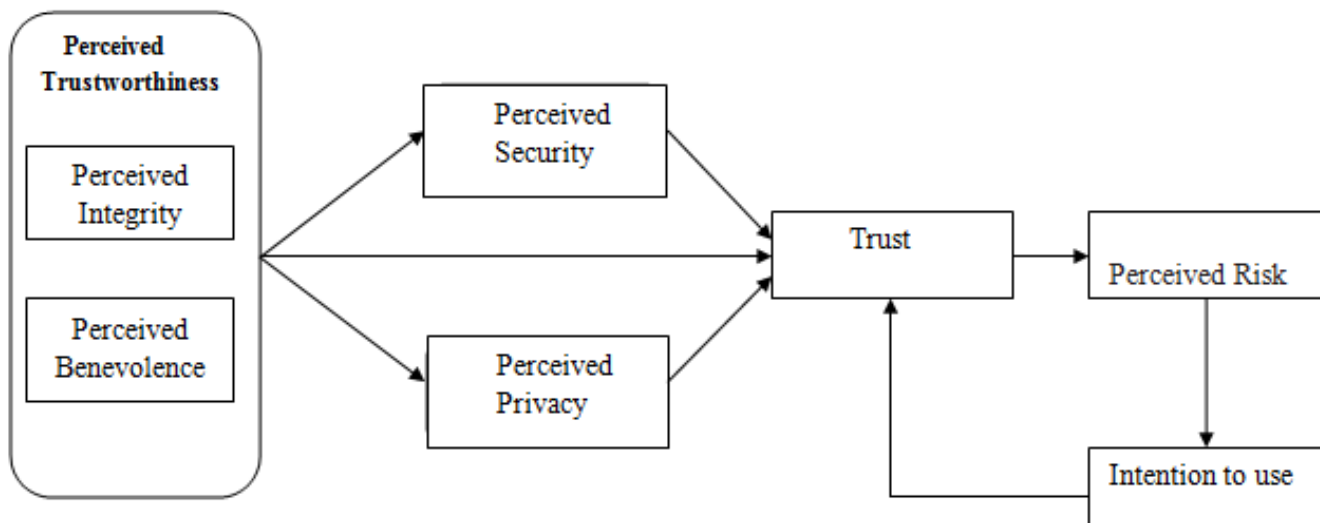 Perceived
Trustworthiness
Perceived
Integrity
Perceived
Benevolence
Perceived
Security
Perceived
Privacy
Trust
Perceived Risk
Intention to use